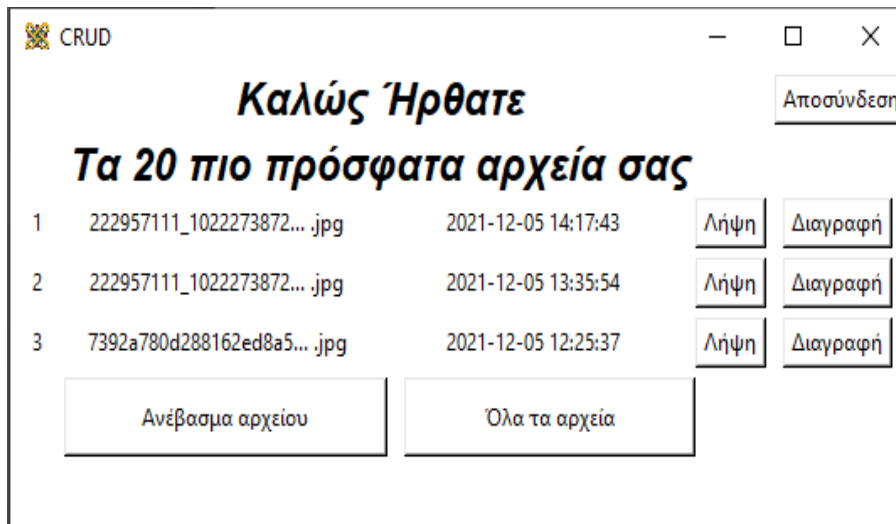 CRUD
Καλώς Ήρθατε Αποσύνδεση
Τα 20 πιο πρόσφατα αρχεία σας
1 222957111_1022273872... .jpg 2021-12-05 14:17:43 Λήψη Διαγραφή
2 222957111_1022273872... .jpg 2021-12-05 13:35:54 Λήψη Διαγραφή
3 7392a780d288162ed8a5... .jpg 2021-12-05 12:25:37 Λήψη Διαγραφή
Ανέβασμα αρχείου Όλα τα αρχεία